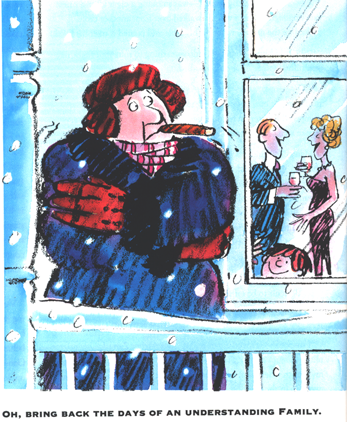 OH, BRING BACK THE DAYS OF AN UNDERSTANDING FAMILY.